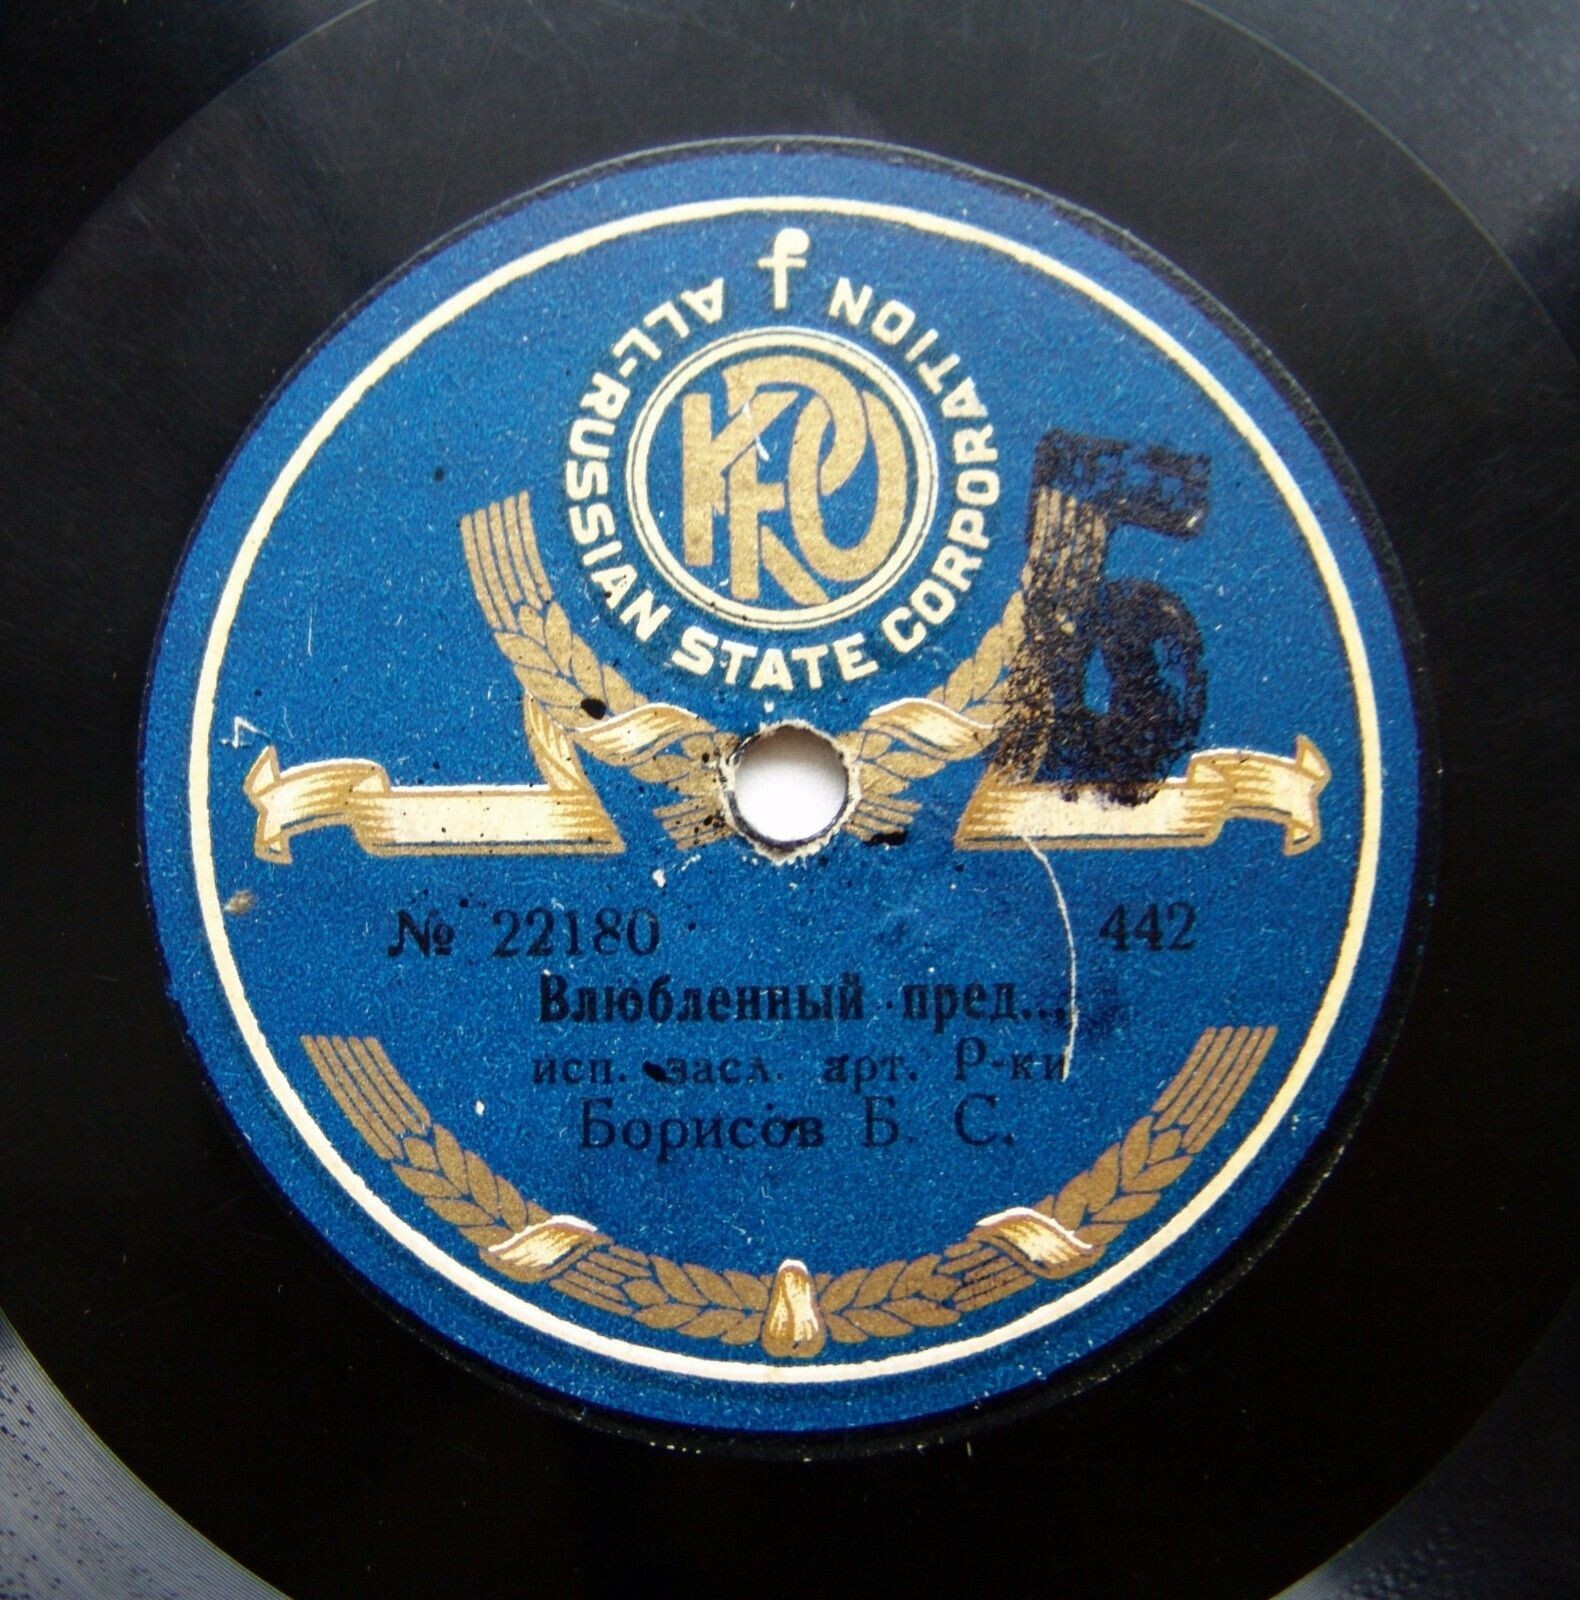 ALL-RUSSIAN STATE CORPORATION
Б
№ 22180 442
Влюбленный пред...
исп. засл. арт. Р-ки
Борисов Б. С.